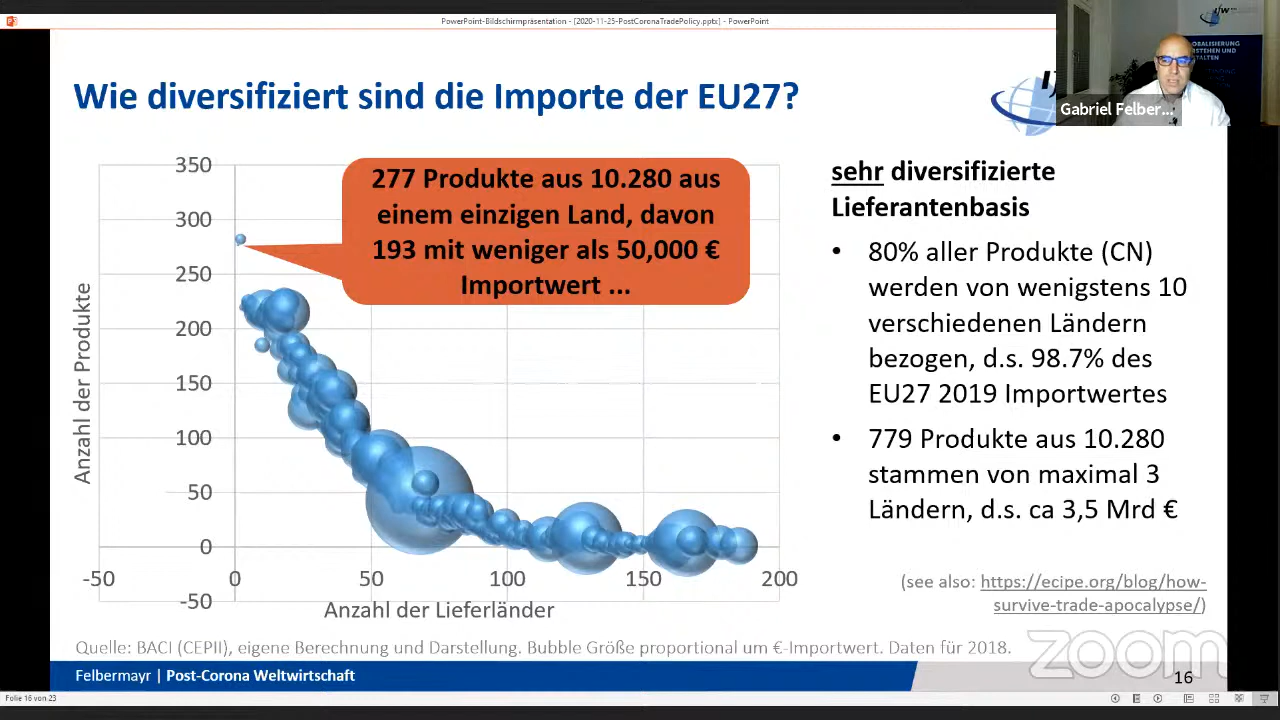 PowerPoint-Bildschirmpräsentation - [2020-11-25-PostCoronaTradePolicy.pptx] - PowerPoint
Wie diversifiziert sind die Importe der EU27?
Gabriel Felber...
277 Produkte aus 10.280 aus
einem einzigen Land, davon
193 mit weniger als 50,000 €
Importwert ...
350
300
250
200
150
100
50
0
-50
-50
0
50
100
150
200
Anzahl der Produkte
Anzahl der Lieferländer
sehr diversifizierte
Lieferantenbasis
• 80% aller Produkte (CN)
werden von wenigstens 10
verschiedenen Ländern
bezogen, d.s. 98.7% des
EU27 2019 Importwertes
• 779 Produkte aus 10.280
stammen von maximal 3
Ländern, d.s. ca 3,5 Mrd €
(see also: https://ecipe.org/blog/how-
survive-trade-apocalypse/)
Quelle: BACI (CEPII), eigene Berechnung und Darstellung. Bubble Größe proportional um €-Importwert. Daten für 2018.
zoom
Felbermayr | Post-Corona Weltwirtschaft
16
Folie 16 von 23